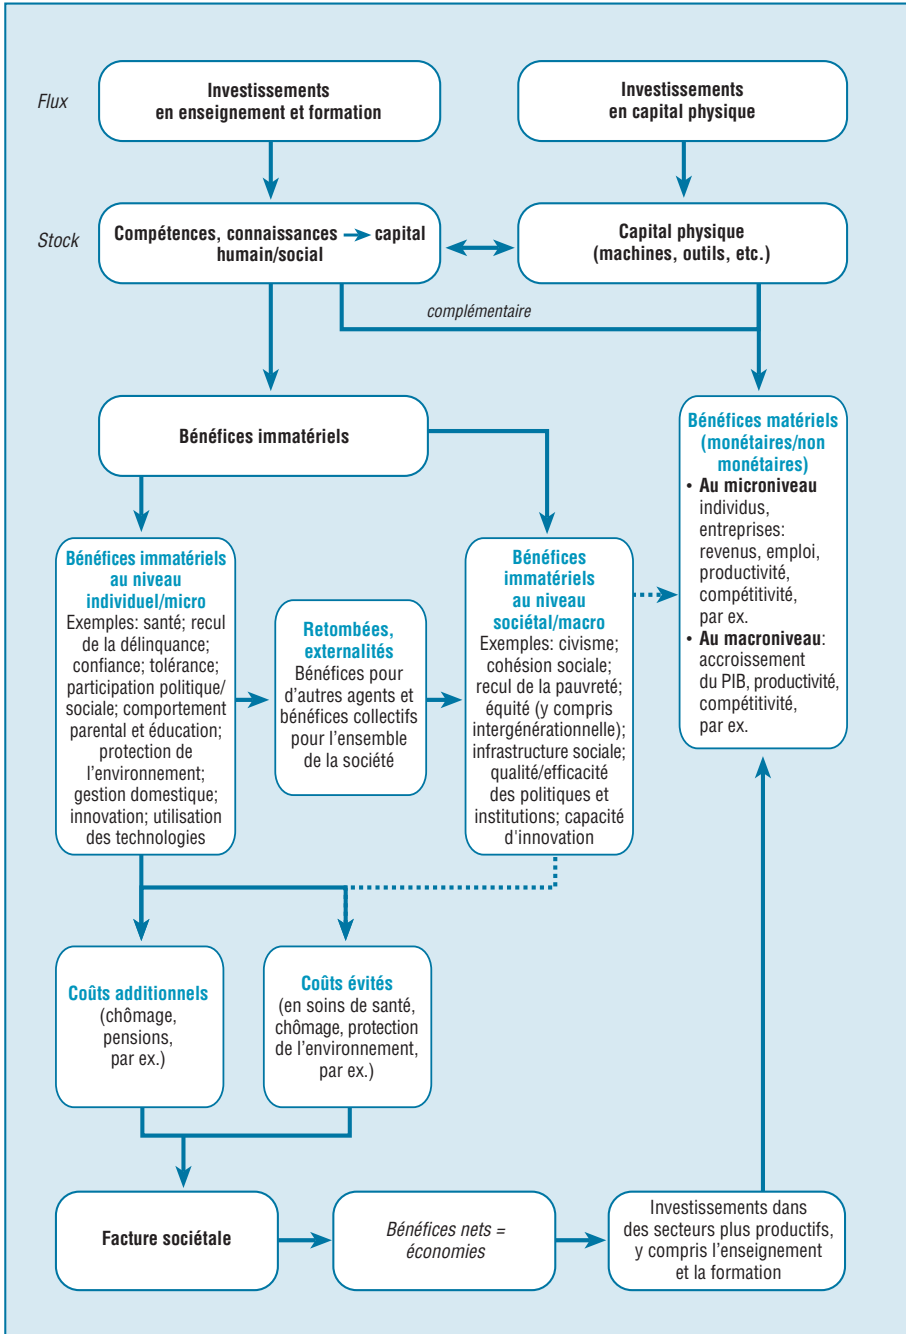 Flux
Investissements
en enseignement et formation
Investissements
en capital physique
Stock
Compétences, connaissances → capital
humain/social
Capital physique
(machines, outils, etc.)
complémentaire
Bénéfices immatériels
Bénéfices matériels
(monétaires/non
monétaires)
• Au microniveau
individus,
entreprises:
revenus, emploi,
productivité,
compétitivité,
par ex.
• Au macroniveau:
accroissement
du PIB, productivité,
compétitivité,
par ex.
Bénéfices immatériels
au niveau
individuel/micro
Exemples: santé; recul
de la délinquance;
confiance; tolérance;
participation politique/
sociale; comportement
parental et éducation;
protection de
l'environnement;
gestion domestique;
innovation; utilisation
des technologies
Retombées,
externalités
Bénéfices pour
d'autres agents et
bénéfices collectifs
pour l'ensemble
de la société
Bénéfices
immatériels
au niveau
sociétal/macro
Exemples: civisme;
cohésion sociale;
recul de la pauvreté;
équité (y compris
intergénérationnelle);
infrastructure sociale;
qualité/efficacité
des politiques et
institutions; capacité
d'innovation
Coûts additionnels
(chômage,
pensions,
par ex.)
Coûts évités
(en soins de santé,
chômage, protection
de l'environnement,
par ex.)
Facture sociétale
Bénéfices nets =
économies
Investissements dans
des secteurs plus productifs,
y compris l'enseignement
et la formation